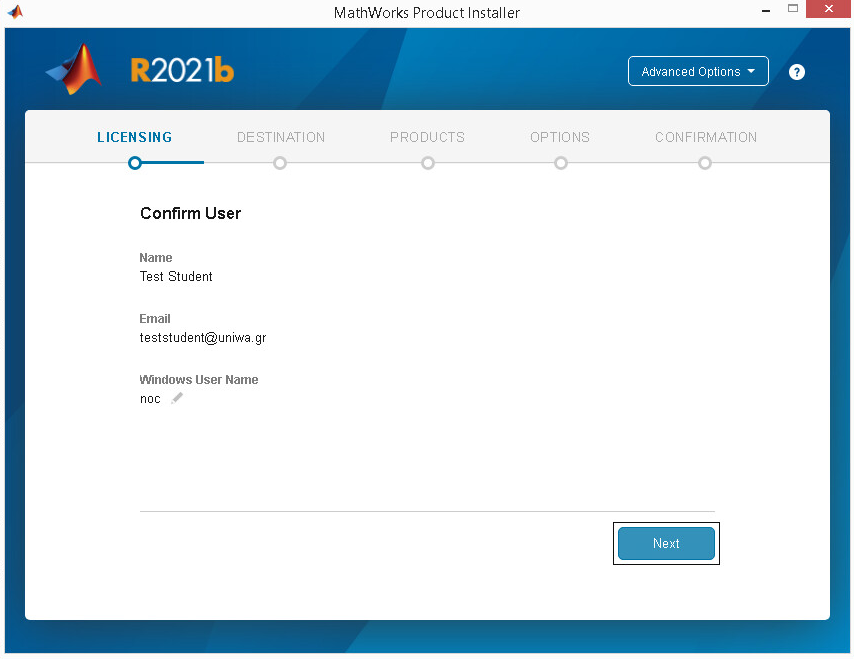 MathWorks Product Installer
R2021b
Advanced Options
?
LICENSING DESTINATION PRODUCTS OPTIONS CONFIRMATION
Confirm User
Name
Test Student
Email
teststudent@uniwa.gr
Windows User Name
noc
Next